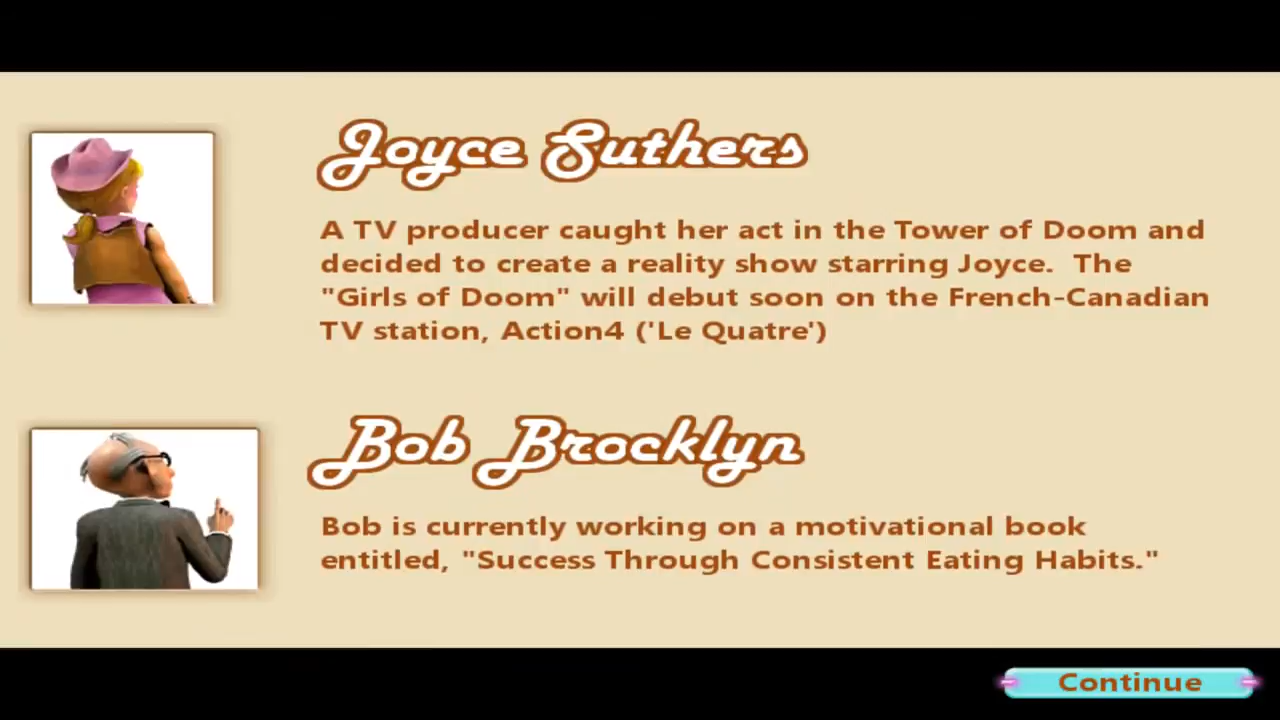 Joyce Suthers
A TV producer caught her act in the Tower of Doom and
decided to create a reality show starring Joyce.  The
"Girls of Doom" will debut soon on the French-Canadian
TV station, Action4 ('Le Quatre')
Bob Brocklyn
Bob is currently working on a motivational book
entitled, "Success Through Consistent Eating Habits."
Continue